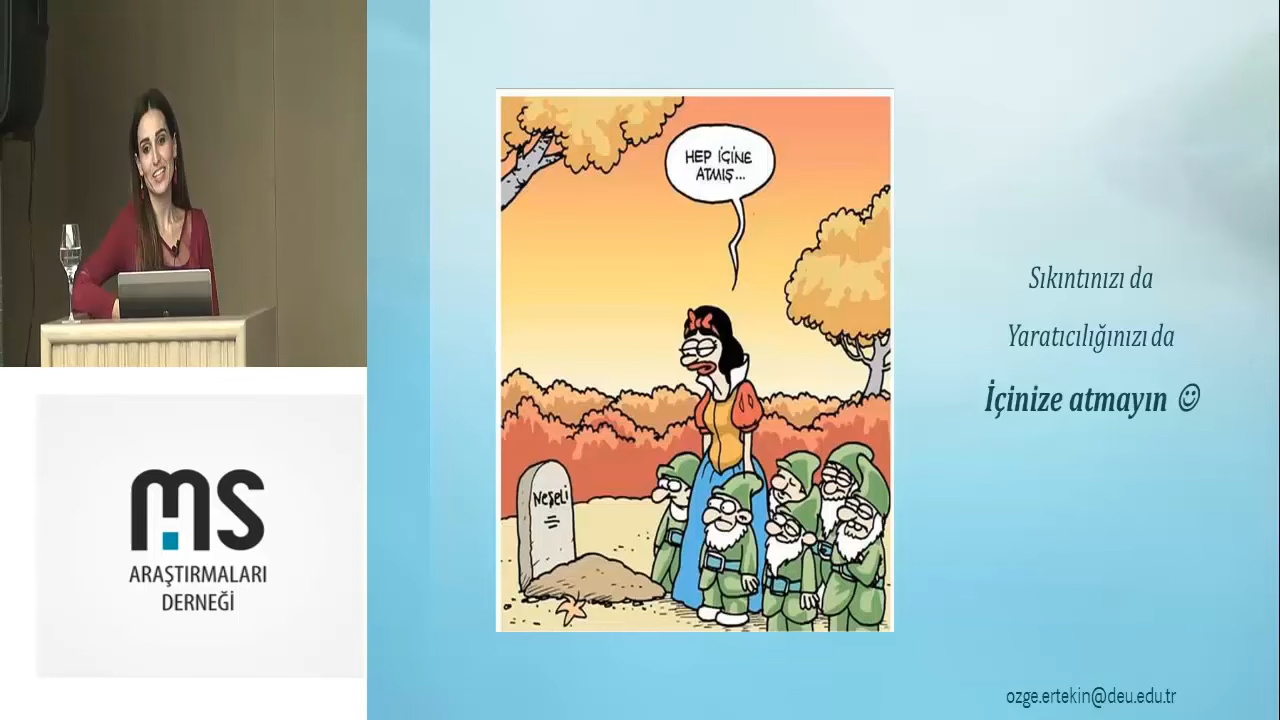 HEP İÇİNE
ATMIŞ...
NEŞELİ
Sıkıntınızı da
Yaratıcılığınızı da
İçinize atmayın ☺
ms
ARAŞTIRMALARI
DERNEĞİ
ozge.ertekin@deu.edu.tr